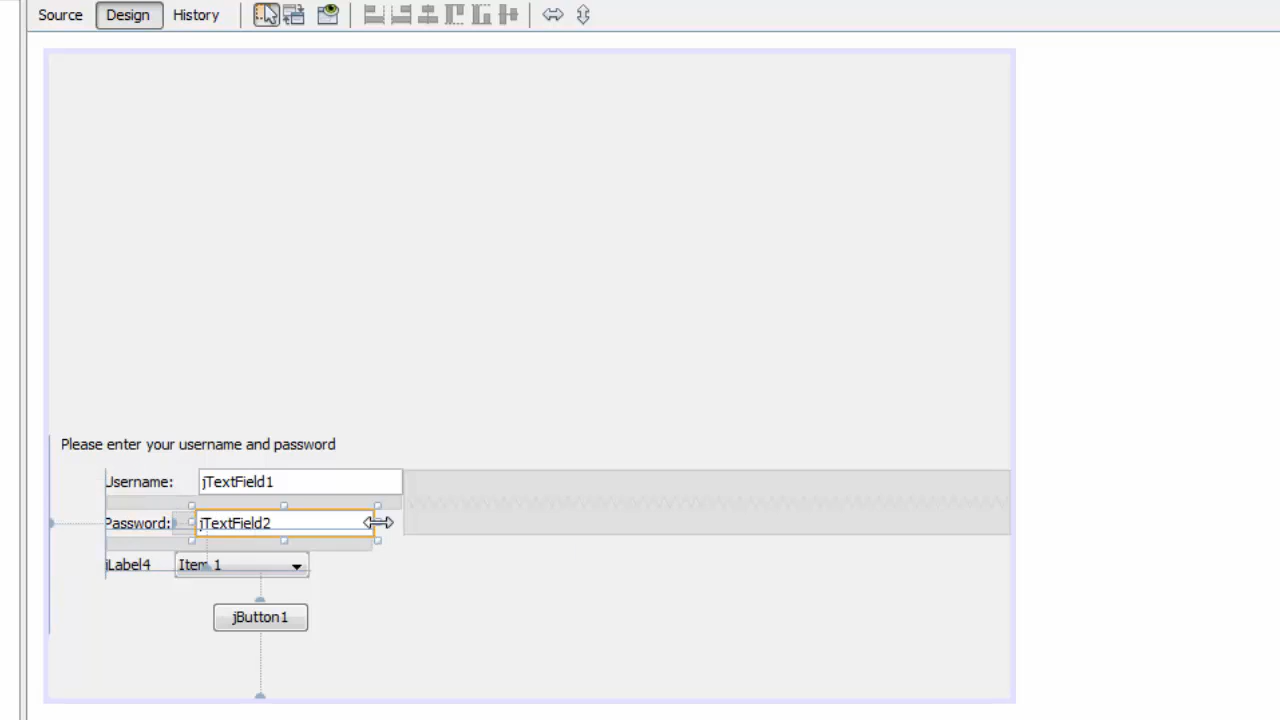 Source Design History
Please enter your username and password
Username: jTextField1
Password: jTextField2
jLabel4 Item 1
jButton1